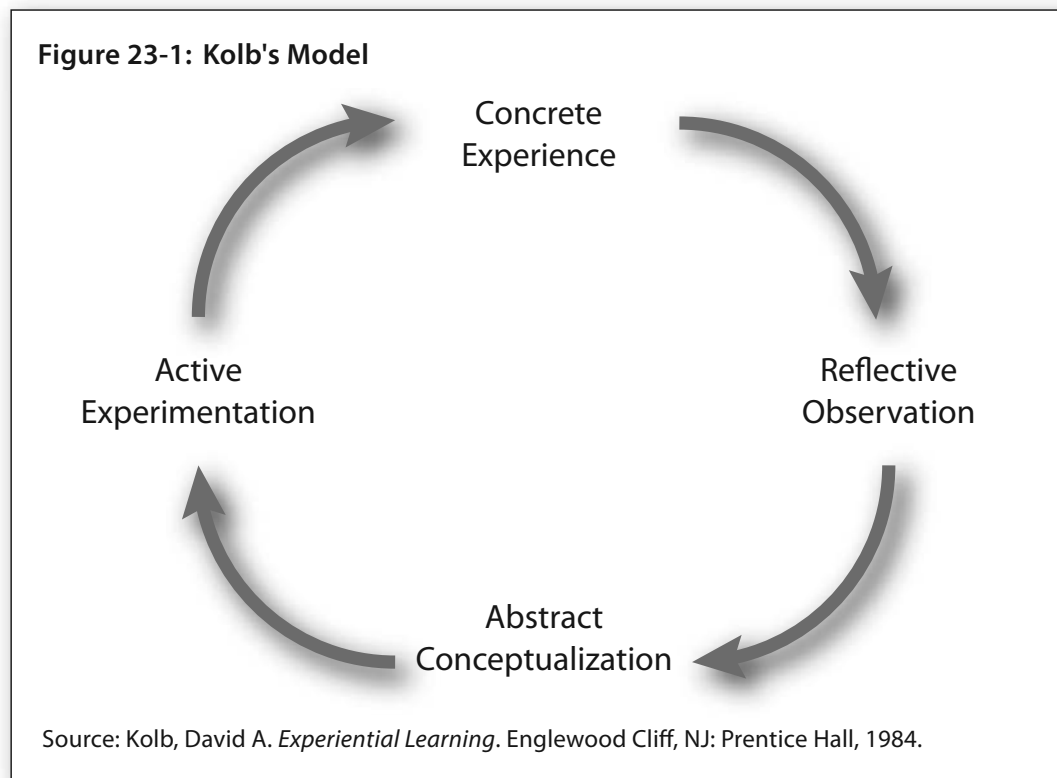 Figure 23-1: Kolb's Model
Concrete
Experience
Active
Experimentation
Reflective
Observation
Abstract
Conceptualization
Source: Kolb, David A. Experiential Learning. Englewood Cliff, NJ: Prentice Hall, 1984.